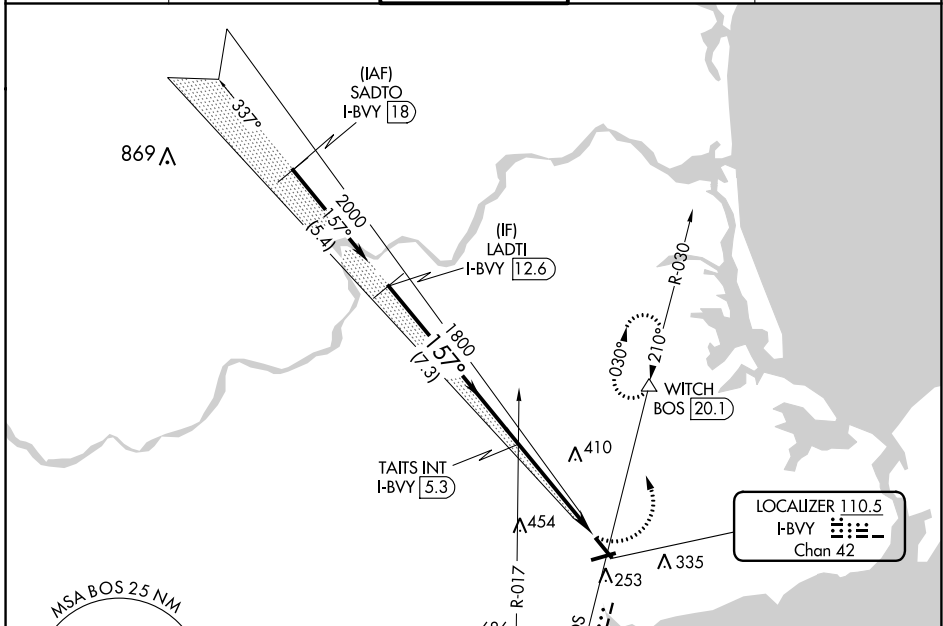 (IAF)
SADTO
I-BVY 18
337°
869
2000
157°
(5.4)
(IF)
LADTI
I-BVY 12.6
R-030
1800
157°
(7.3)
030°
210°
WITCH
BOS 20.1
410
TAITS INT
I-BVY 5.3
454
LOCALIZER 110.5
I-BVY
Chan 42
335
253
R-017
MSA BOS 25 NM